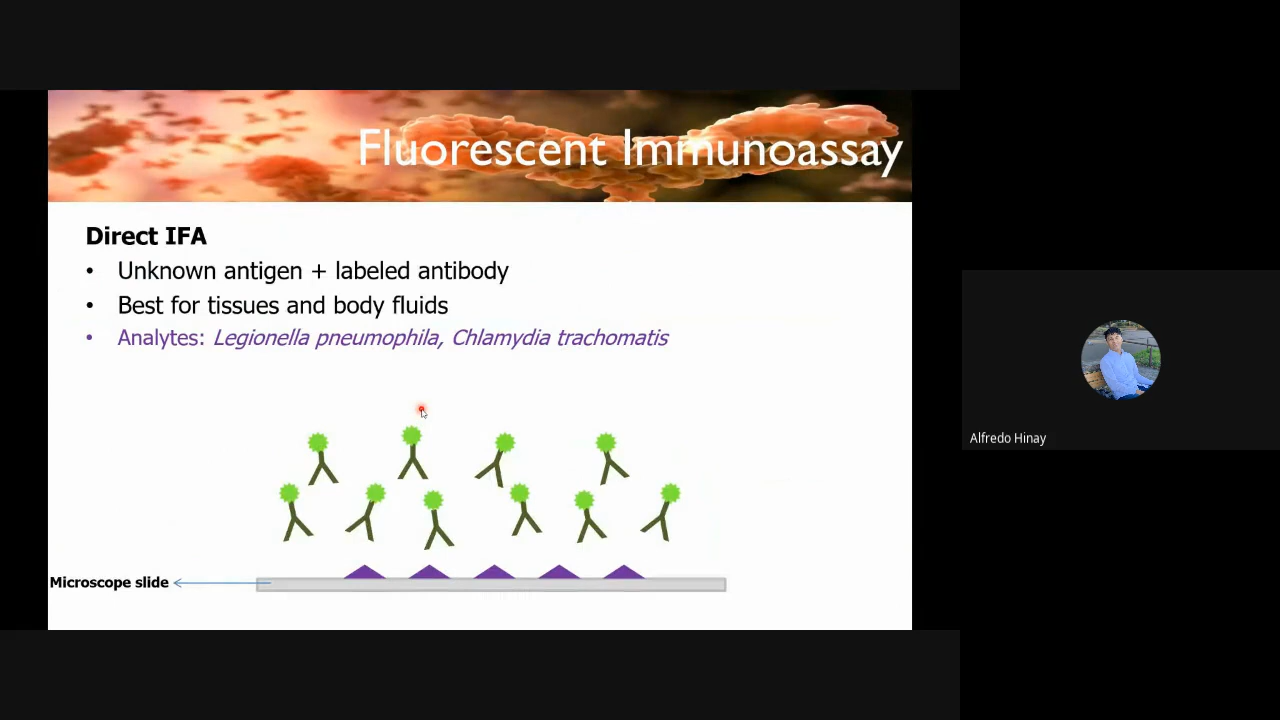 Fluorescent Immunoassay
Direct IFA
• Unknown antigen + labeled antibody
• Best for tissues and body fluids
• Analytes: Legionella pneumophila, Chlamydia trachomatis
Microscope slide
Alfredo Hinay